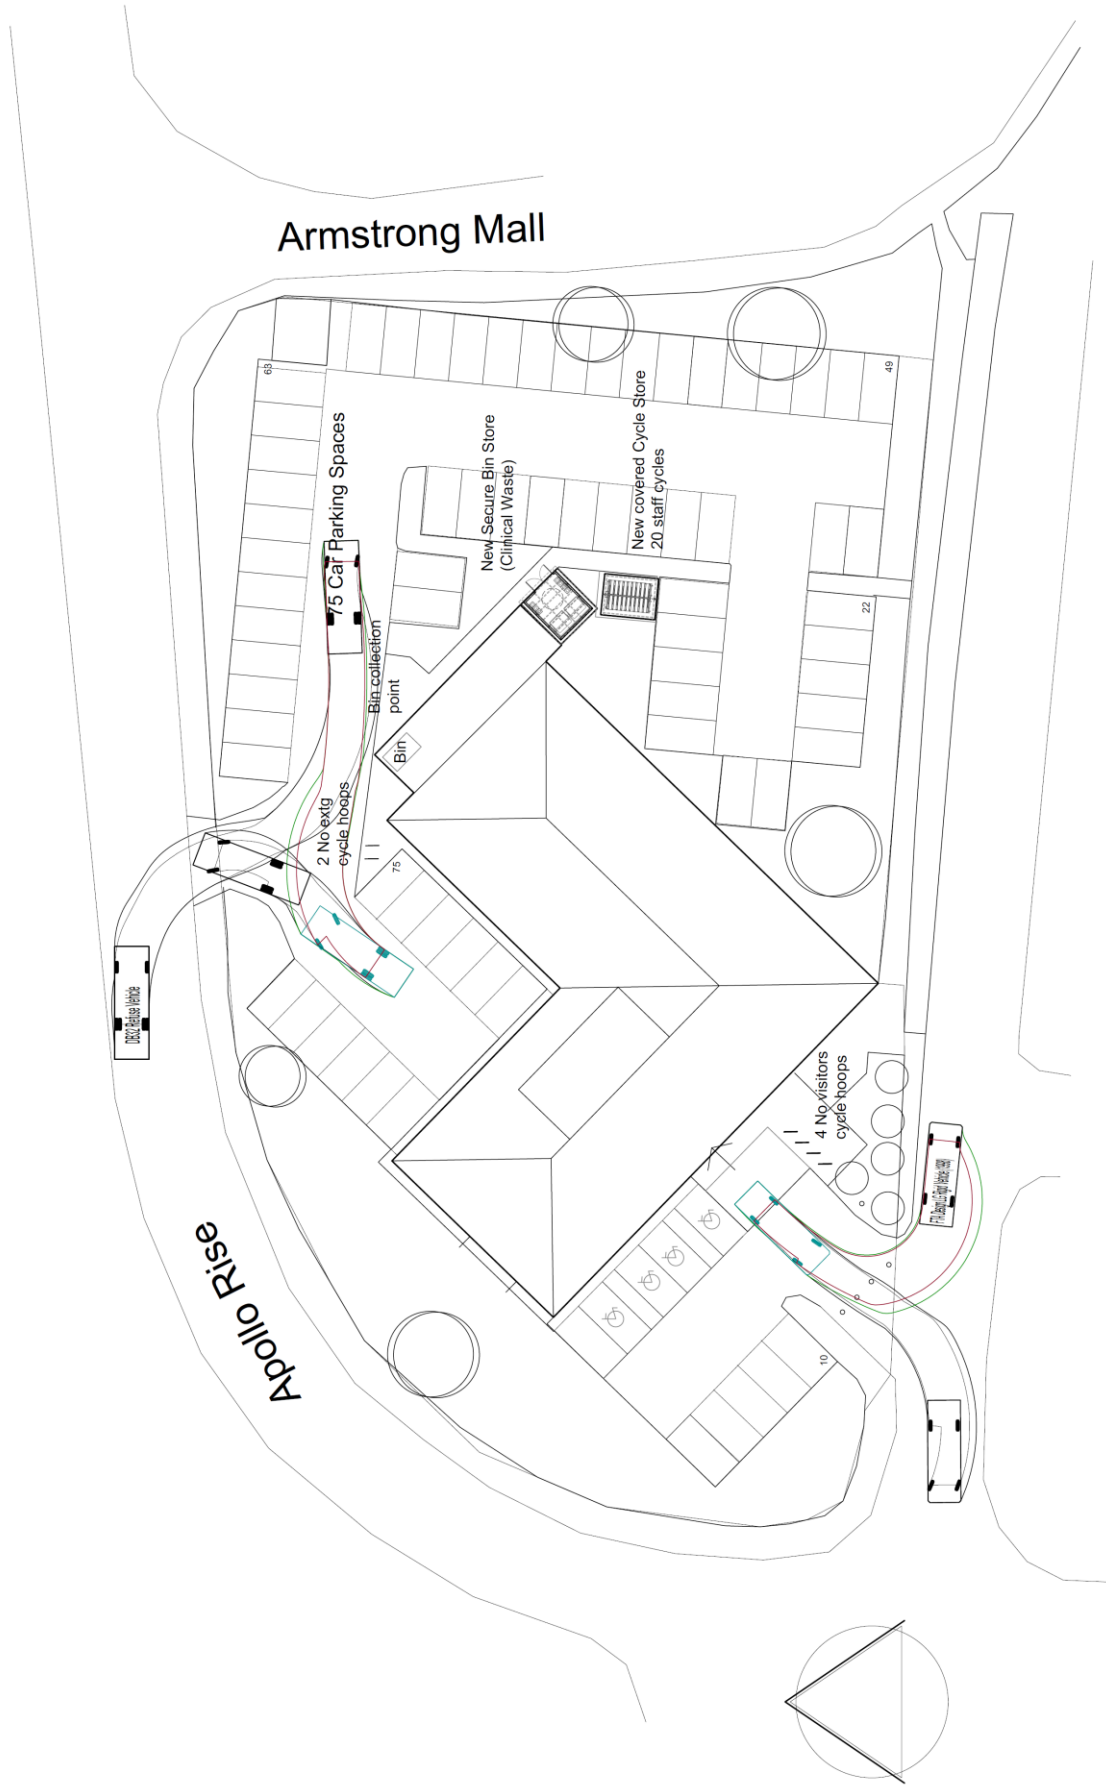 Armstrong Mall
63
49
75 Car Parking Spaces
New Secure Bin Store
(Clinical Waste)
New covered Cycle Store
20 staff cycles
22
Bin collection
point
Bin
2 No extg
cycle hoops
75
DB32 Refuse Vehicle
4 No visitors
cycle hoops
Apollo Rise
10